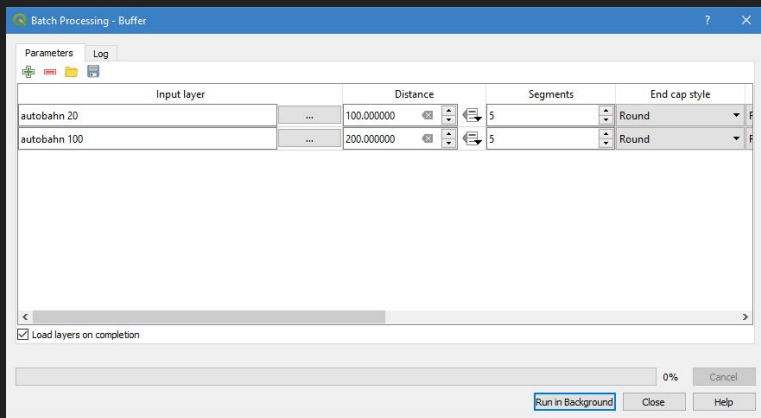 Batch Processing - Buffer ? ×
Parameters Log
Input layer Distance Segments End cap style
autobahn 20 ... 100.000000 5 Round
autobahn 100 ... 200.000000 5 Round
Load layers on completion
0% Cancel
Run in Background Close Help